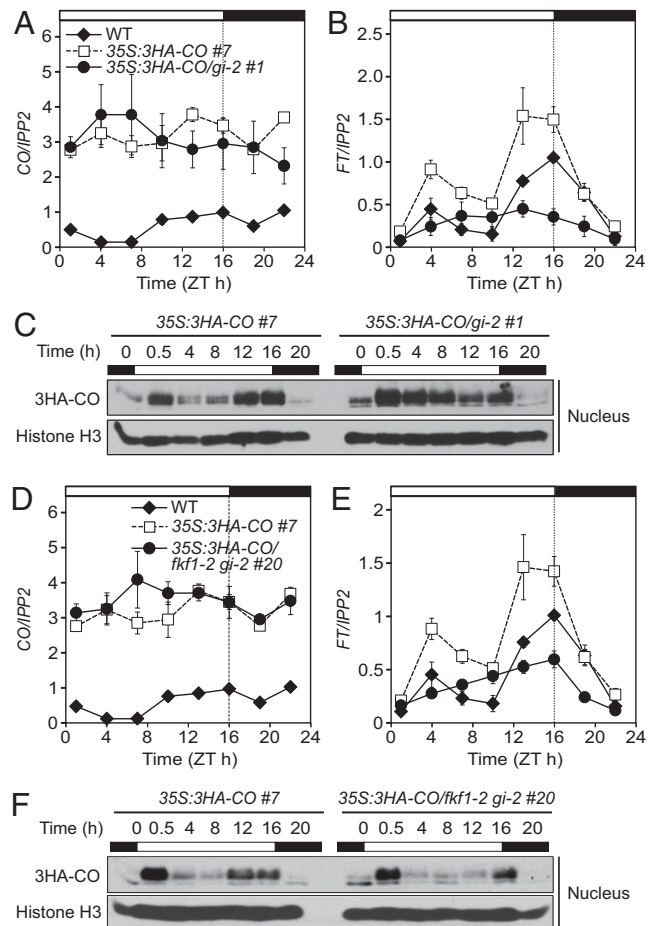 A
WT
35S:3HA-CO #7
35S:3HA-CO/gi-2 #1
6
5
4
3
2
1
0
CO/IPP2
0 4 8 12 16 20 24
Time (ZT h)
B
2.5
2.0
1.5
1.0
0.5
0
FT/IPP2
0 4 8 12 16 20 24
Time (ZT h)
C
35S:3HA-CO #7 35S:3HA-CO/gi-2 #1
Time (h) 0 0.5 4 8 12 16 20 0 0.5 4 8 12 16 20
3HA-CO
Histone H3
Nucleus
D
WT
35S:3HA-CO #7
35S:3HA-CO/
fkf1-2 gi-2 #20
6
5
4
3
2
1
0
CO/IPP2
0 4 8 12 16 20 24
Time (ZT h)
E
2
1.5
1
0.5
0
FT/IPP2
0 4 8 12 16 20 24
Time (ZT h)
F
35S:3HA-CO #7 35S:3HA-CO/fkf1-2 gi-2 #20
Time (h) 0 0.5 4 8 12 16 20 0 0.5 4 8 12 16 20
3HA-CO
Histone H3
Nucleus